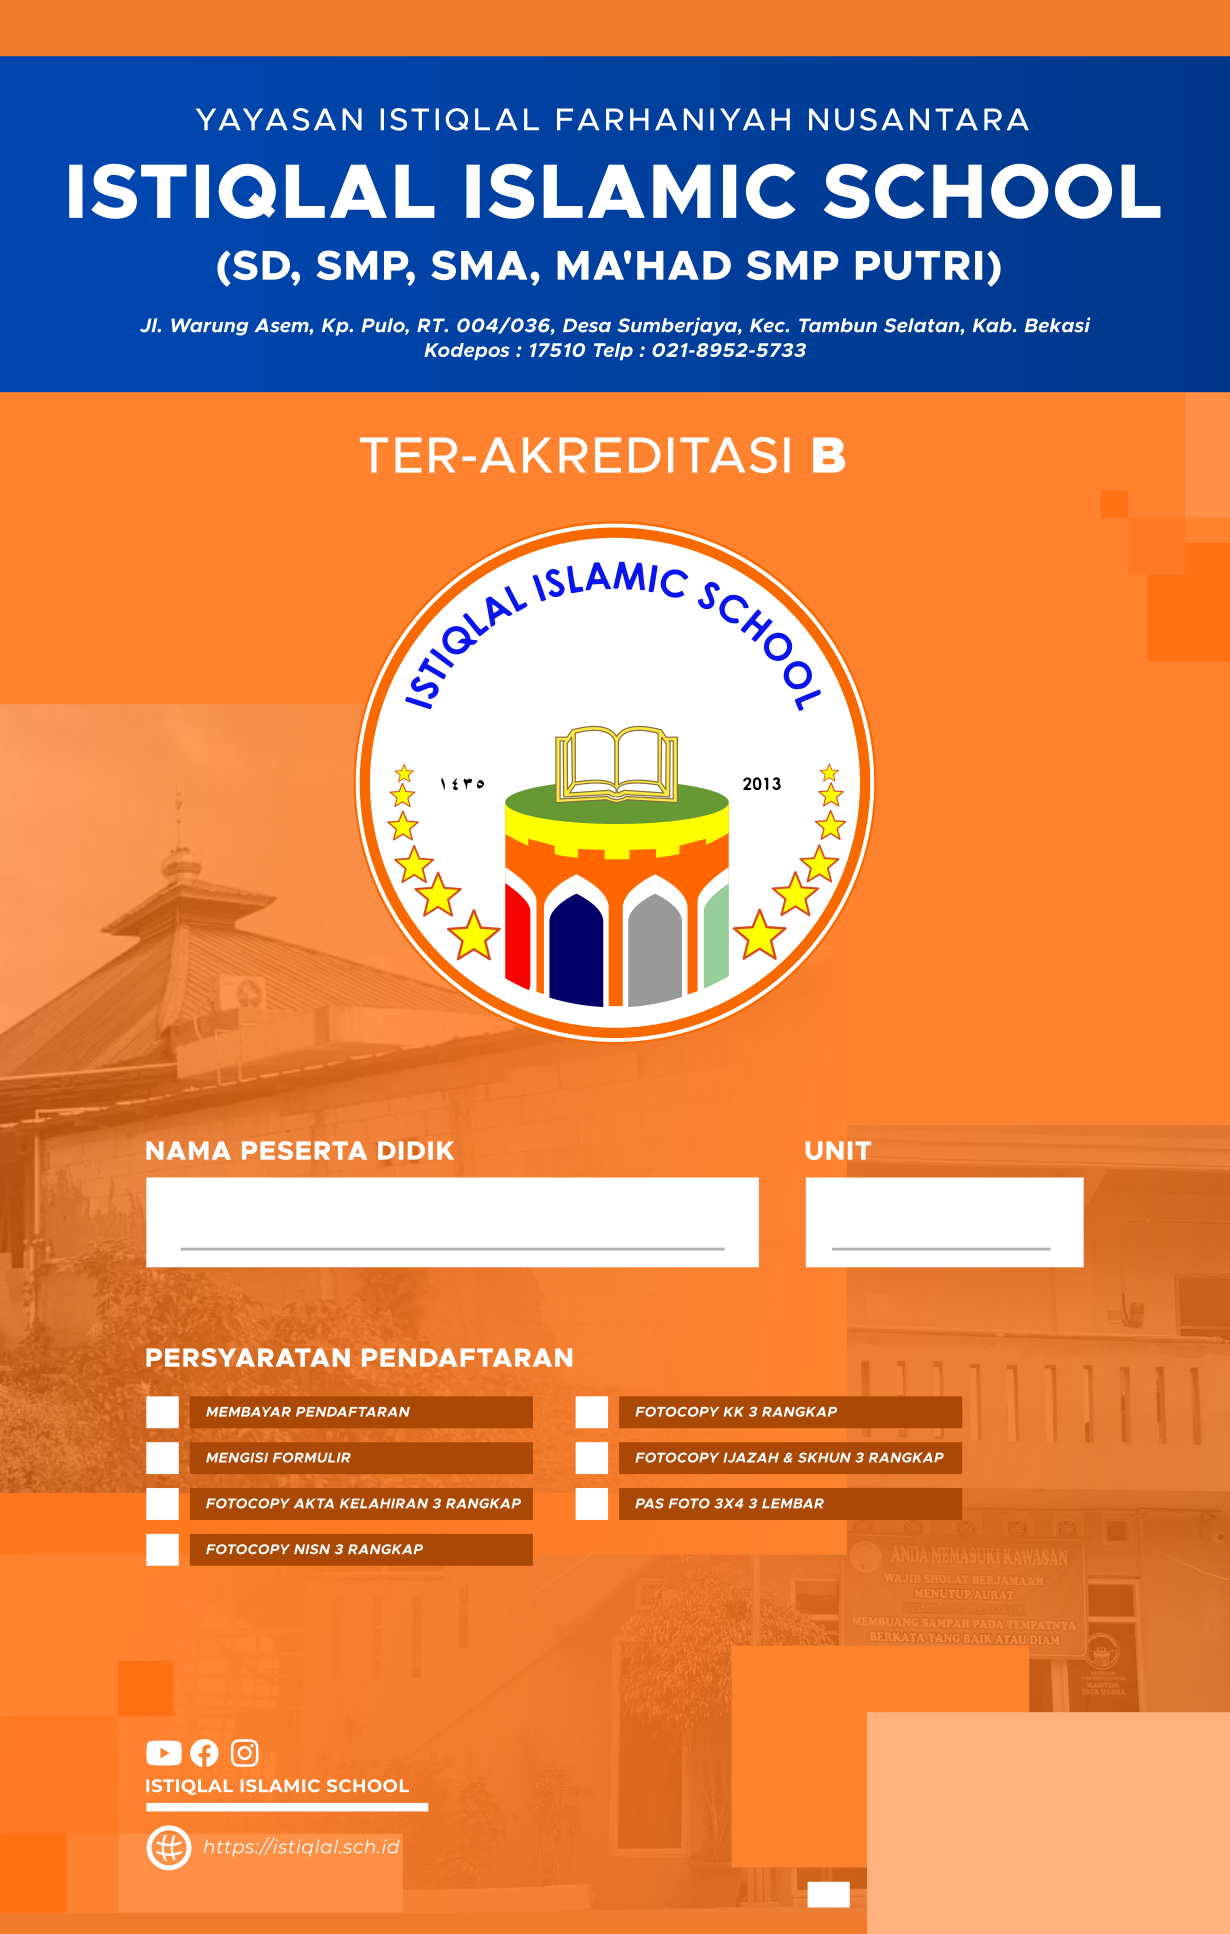 YAYASAN ISTIQLAL FARHANIYAH NUSANTARA
ISTIQLAL ISLAMIC SCHOOL
(SD, SMP, SMA, MA'HAD SMP PUTRI)
Jl. Warung Asem, Kp. Pulo, RT. 004/036, Desa Sumberjaya, Kec. Tambun Selatan, Kab. Bekasi
Kodepos : 17510 Telp : 021-8952-5733
TER-AKREDITASI B
ISTIQLAL ISLAMIC SCHOOL
١٤٣٥
2013
NAMA PESERTA DIDIK
UNIT
PERSYARATAN PENDAFTARAN
MEMBAYAR PENDAFTARAN
MENGISI FORMULIR
FOTOCOPY AKTA KELAHIRAN 3 RANGKAP
FOTOCOPY NISN 3 RANGKAP
FOTOCOPY KK 3 RANGKAP
FOTOCOPY IJAZAH & SKHUN 3 RANGKAP
PAS FOTO 3X4 3 LEMBAR
ANDA MEMASUKI KAWASAN
WAJIB SHOLAT BERJAMAAH
MENUTUP AURAT
MEMBUANG SAMPAH PADA TEMPATNYA
BERKATA YANG BAIK ATAU DIAM
KANTOR
TATA USAHA
ISTIQLAL ISLAMIC SCHOOL
https://istiqlal.sch.id